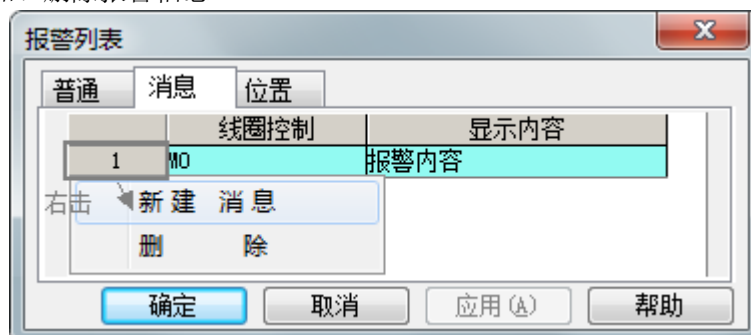 报警列表
普通 消息 位置
线圈控制 显示内容
1 M0 报警内容
右击 新建 消息
删 除
确定 取消 应用(A) 帮助